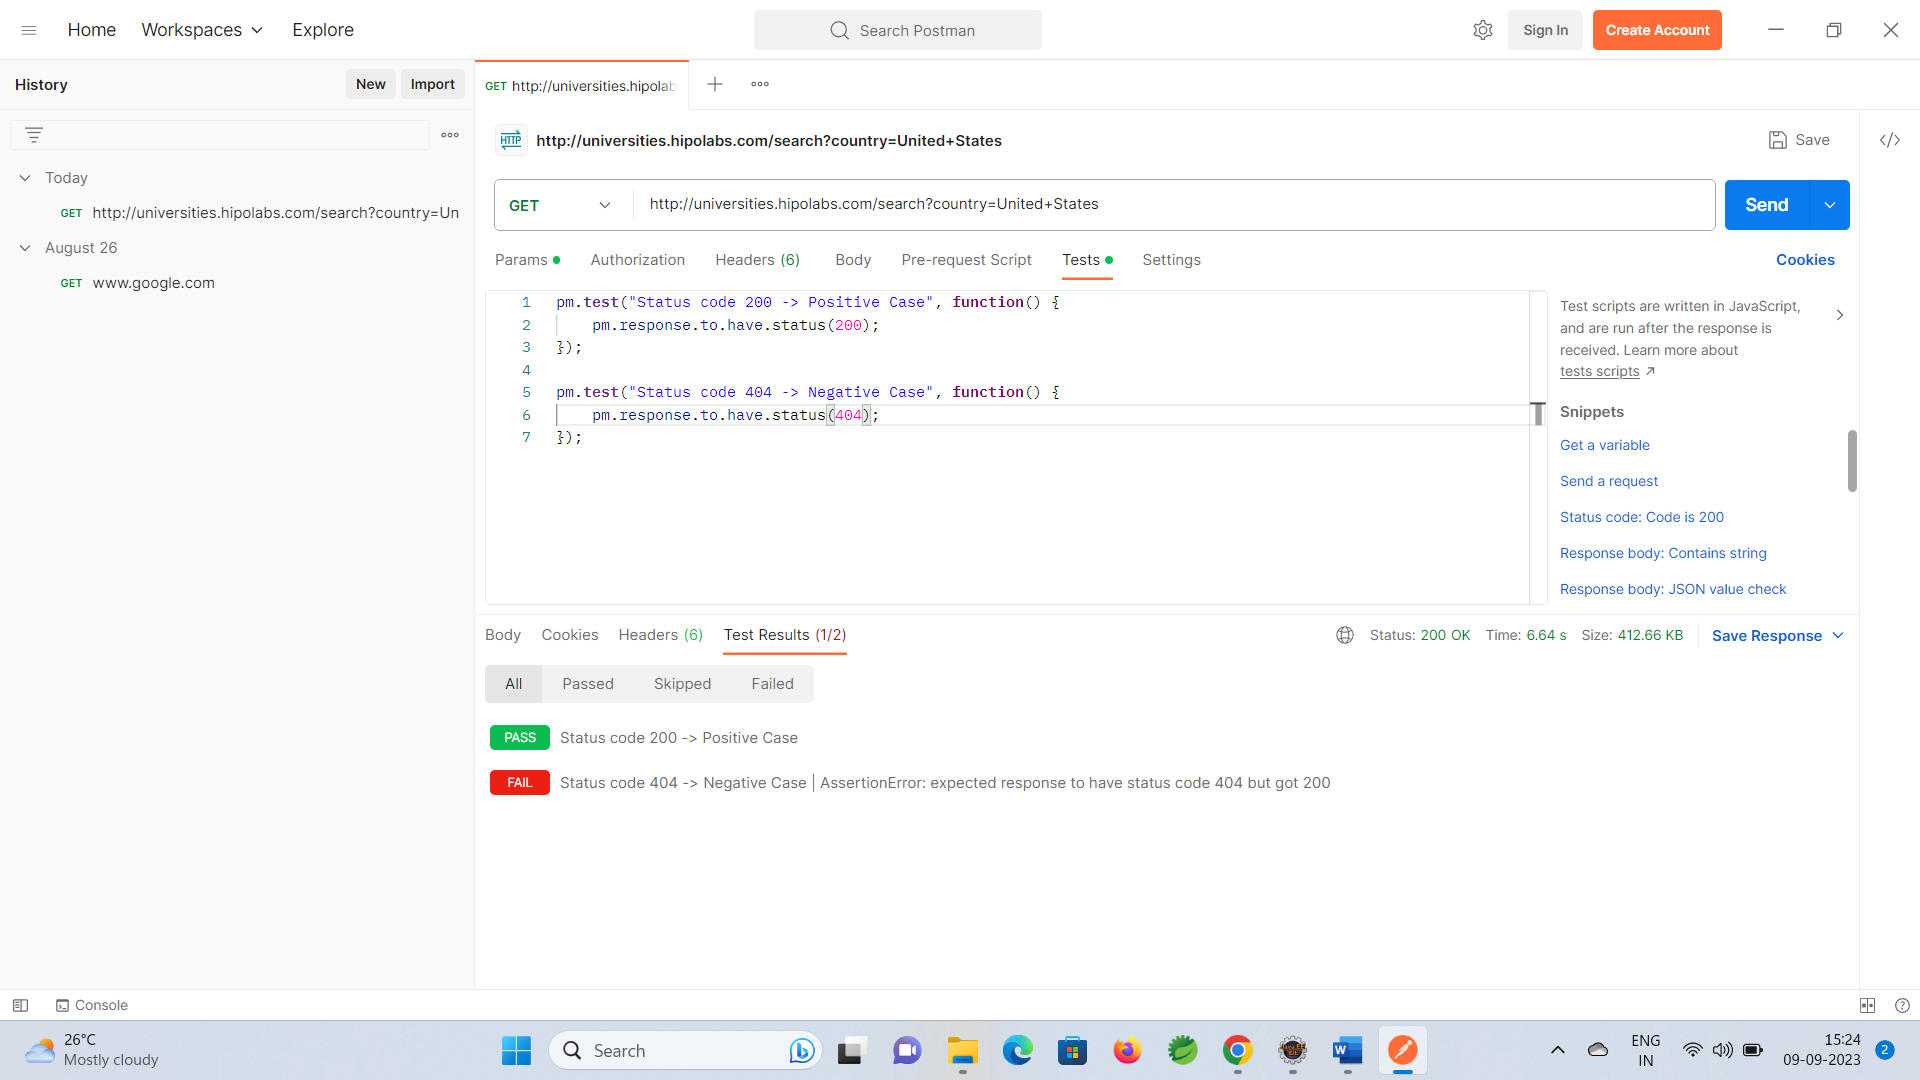 Home
Workspaces
Explore
Search Postman
Sign In
Create Account
History
New
Import
GET http://universities.hipolab
HTTP http://universities.hipolabs.com/search?country=United+States
Save
</>
Today
GET http://universities.hipolabs.com/search?country=Un
August 26
GET www.google.com
GET
http://universities.hipolabs.com/search?country=United+States
Send
Params
Authorization
Headers (6)
Body
Pre-request Script
Tests
Settings
Cookies
1 pm.test("Status code 200 -> Positive Case", function() {
2 pm.response.to.have.status(200);
3 });
4
5 pm.test("Status code 404 -> Negative Case", function() {
6 pm.response.to.have.status(404);
7 });
Test scripts are written in JavaScript,
and are run after the response is
received. Learn more about
tests scripts ↗
Snippets
Get a variable
Send a request
Status code: Code is 200
Response body: Contains string
Response body: JSON value check
Body
Cookies
Headers (6)
Test Results (1/2)
Status: 200 OK
Time: 6.64 s
Size: 412.66 KB
Save Response
All
Passed
Skipped
Failed
PASS Status code 200 -> Positive Case
FAIL Status code 404 -> Negative Case | AssertionError: expected response to have status code 404 but got 200
Console
26°C
Mostly cloudy
Search
ENG
IN
15:24
09-09-2023
2